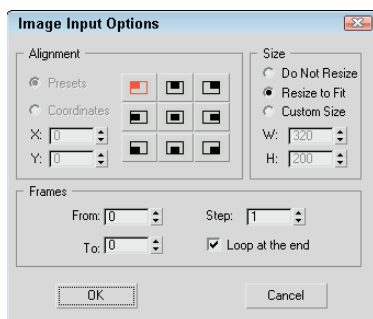 Image Input Options
Alignment
Presets
Coordinates
X: 0
Y: 0
Size
Do Not Resize
Resize to Fit
Custom Size
W: 320
H: 200
Frames
From: 0
Step: 1
To: 0
Loop at the end
OK
Cancel